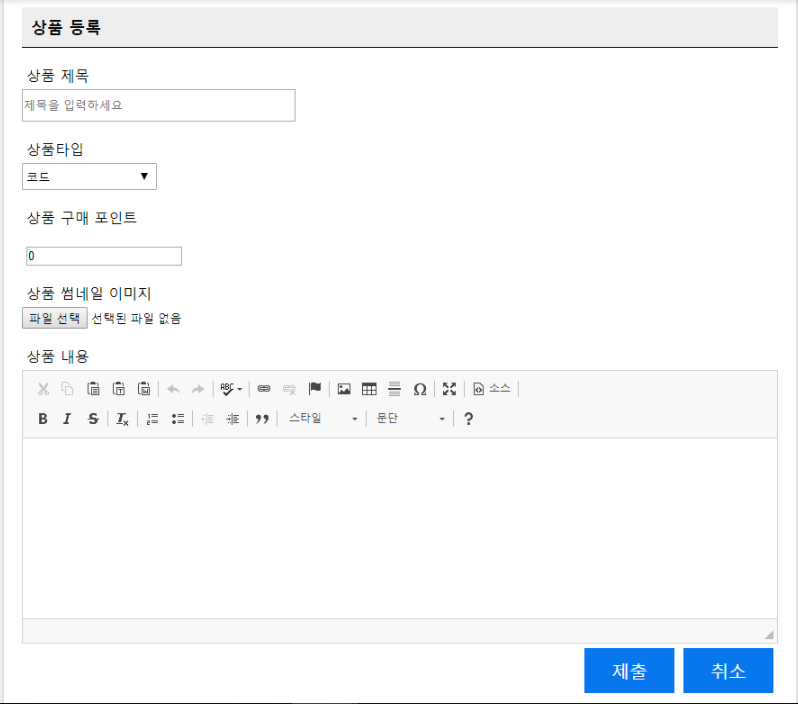 상품 등록
상품 제목
제목을 입력하세요
상품타입
코드
상품 구매 포인트
0
상품 썸네일 이미지
파일 선택 선택된 파일 없음
상품 내용
ABC Ω 소스
B I S Ix 스타일 문단 ?
제출 취소